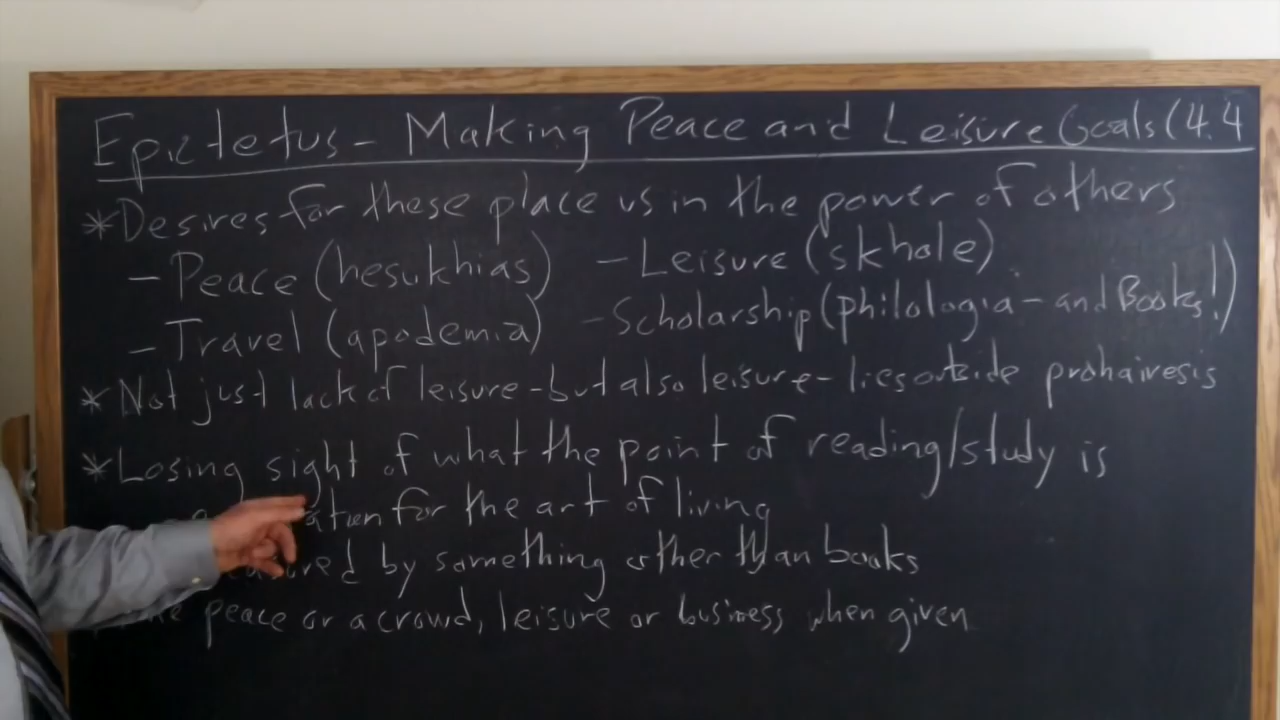 Epictetus - Making Peace and Leisure Goals (4.4
* Desires for these place us in the power of others
- Peace (hesukhias) - Leisure (skhole)
- Travel (apodemia) - Scholarship (philologia - and Books!)
* Not just lack of leisure - but also leisure - lies outside prohairesis
* Losing sight of what the point of reading/study is
for the art of living
by something other than books
peace or a crowd, leisure or business when given